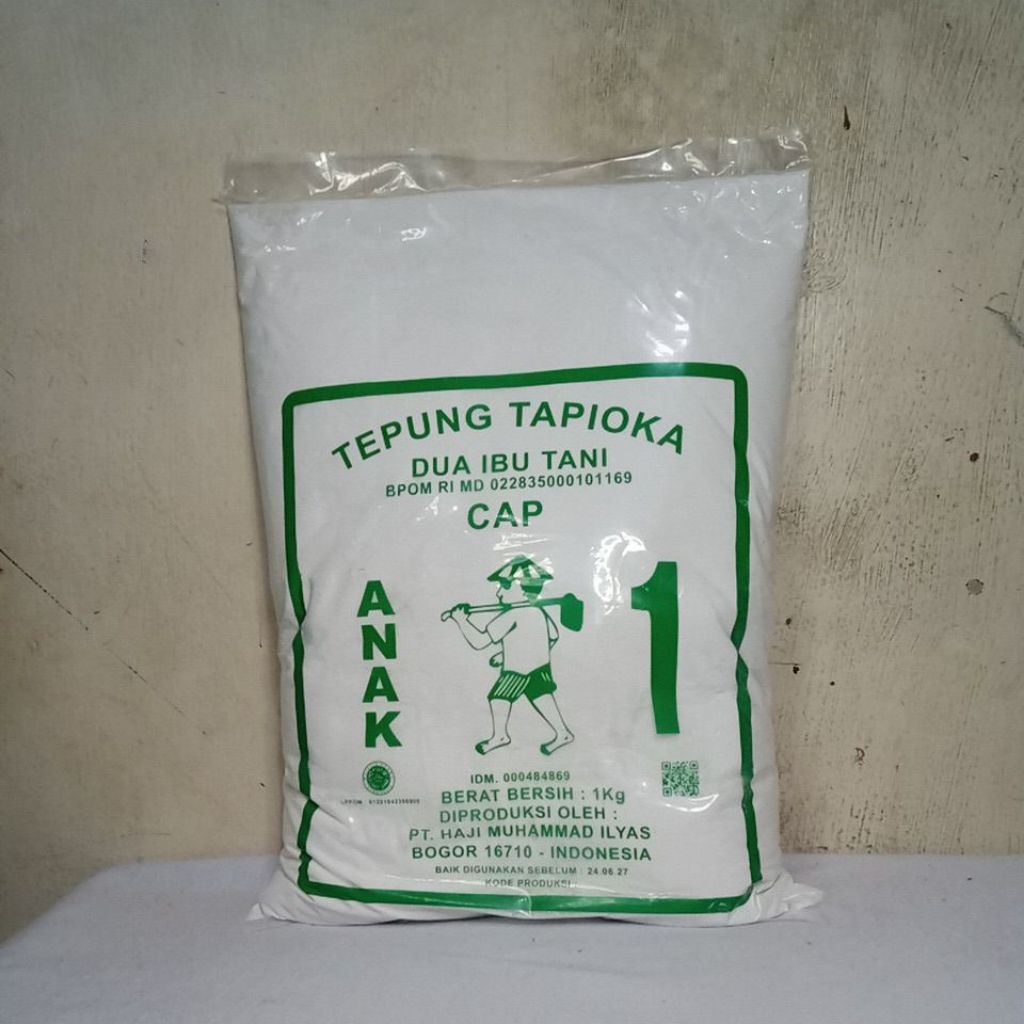 TEPUNG TAPIOKA
DUA IBU TANI
BPOM RI MD 022835000101169
CAP
ANAK
1
IDM. 000484869
BERAT BERSIH : 1Kg
DIPRODUKSI OLEH :
PT. HAJI MUHAMMAD ILYAS
BOGOR 16710 - INDONESIA
BAIK DIGUNAKAN SEBELUM : 24.06.27
KODE PRODUKSI :
LPPOM :